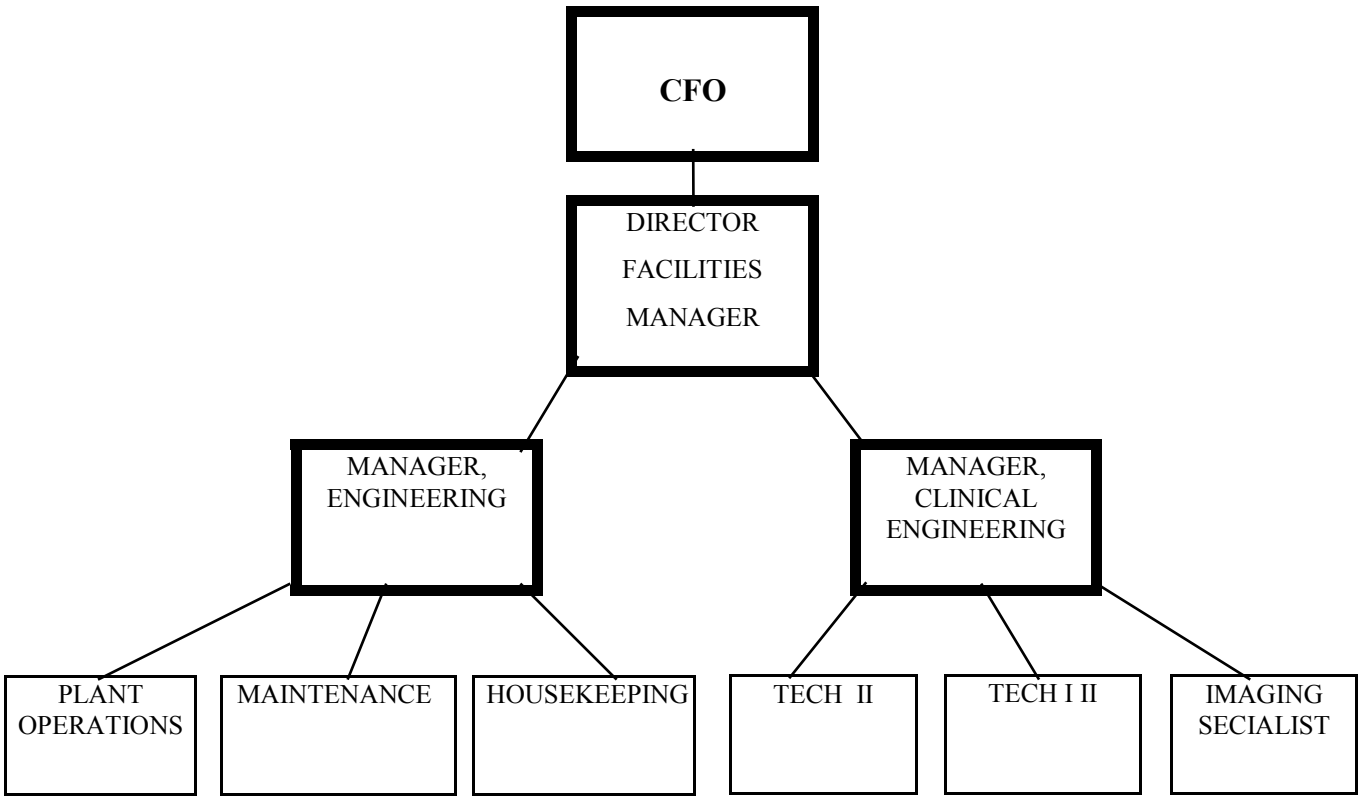 CFO
DIRECTOR
FACILITIES
MANAGER
MANAGER,
ENGINEERING
MANAGER,
CLINICAL
ENGINEERING
PLANT
OPERATIONS
MAINTENANCE
HOUSEKEEPING
TECH  II
TECH I II
IMAGING
SECIALIST